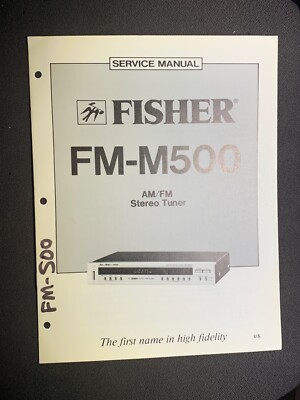 SERVICE MANUAL
FISHER
FM-M500
AM/FM
Stereo Tuner
FM-500
The first name in high fidelity